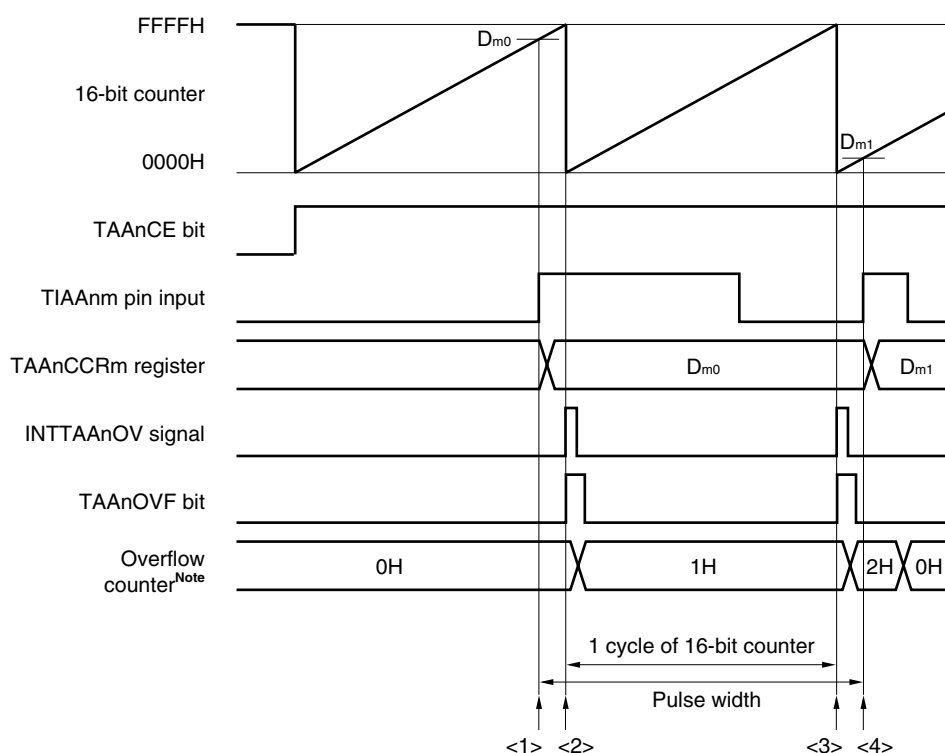 FFFFH
Dm0
16-bit counter
0000H
Dm1
TAAnCE bit
TIAAnm pin input
TAAnCCRm register
Dm0
Dm1
INTTAAnOV signal
TAAnOVF bit
Overflow
counterNote
0H
1H
2H
0H
1 cycle of 16-bit counter
Pulse width
<1> <2> <3> <4>